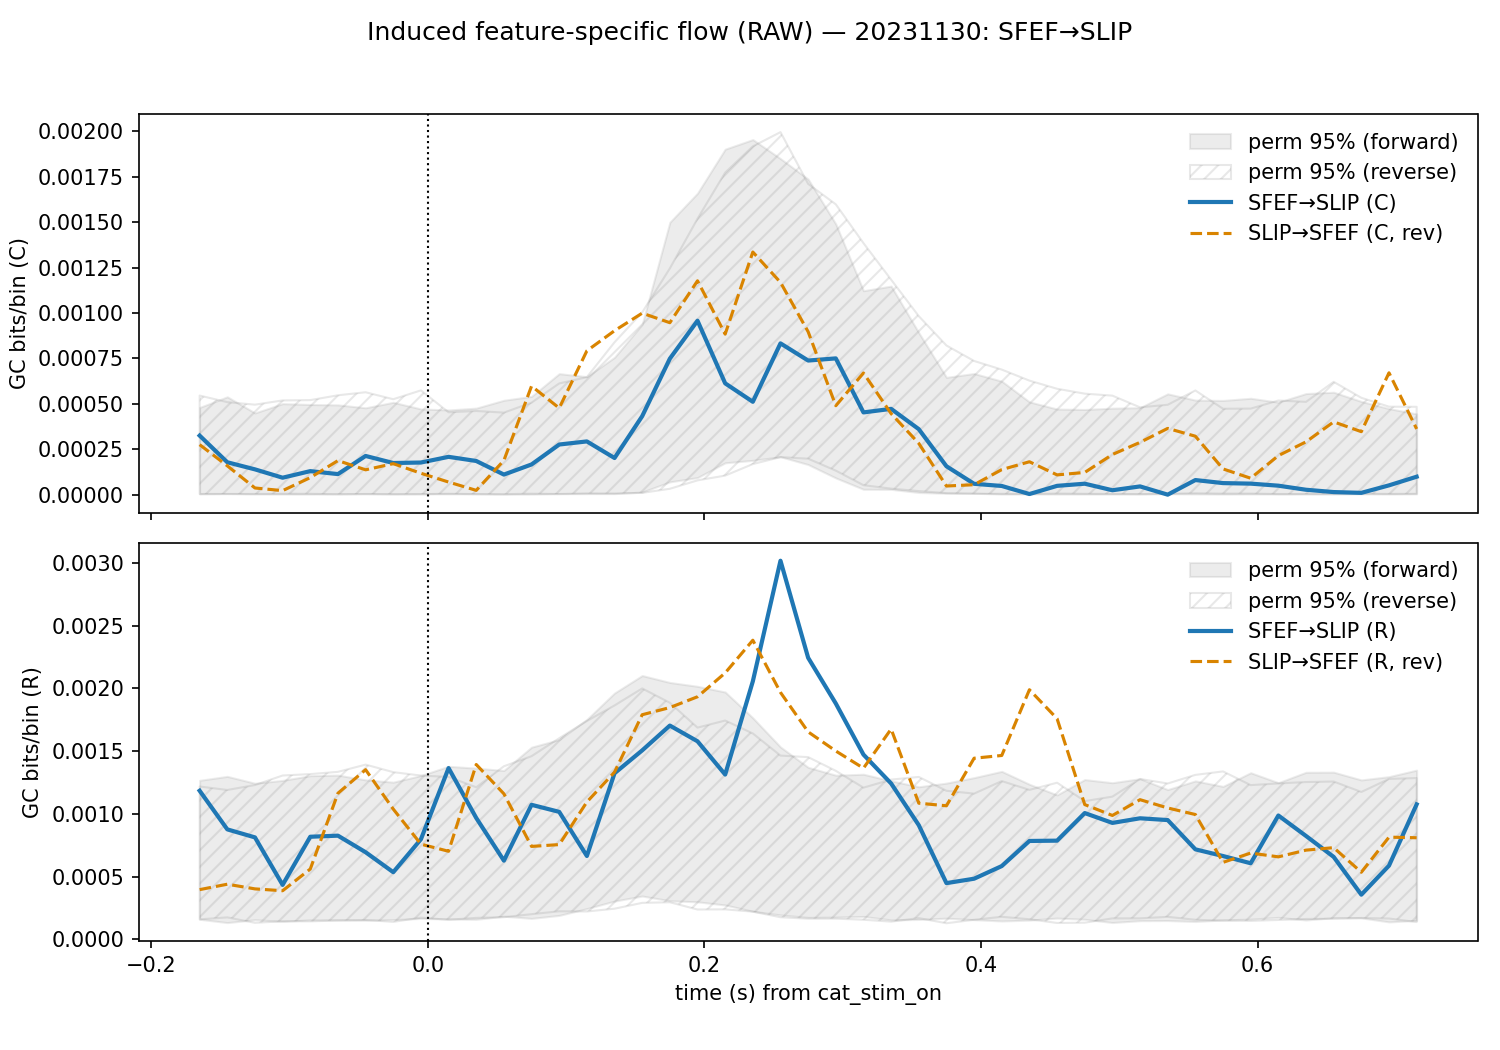 Induced feature-specific flow (RAW) — 20231130: SFEF→SLIP
GC bits/bin (C)
0.00200
0.00175
0.00150
0.00125
0.00100
0.00075
0.00050
0.00025
0.00000
perm 95% (forward)
perm 95% (reverse)
SFEF→SLIP (C)
SLIP→SFEF (C, rev)
GC bits/bin (R)
0.0030
0.0025
0.0020
0.0015
0.0010
0.0005
0.0000
perm 95% (forward)
perm 95% (reverse)
SFEF→SLIP (R)
SLIP→SFEF (R, rev)
−0.2 0.0 0.2 0.4 0.6
time (s) from cat_stim_on